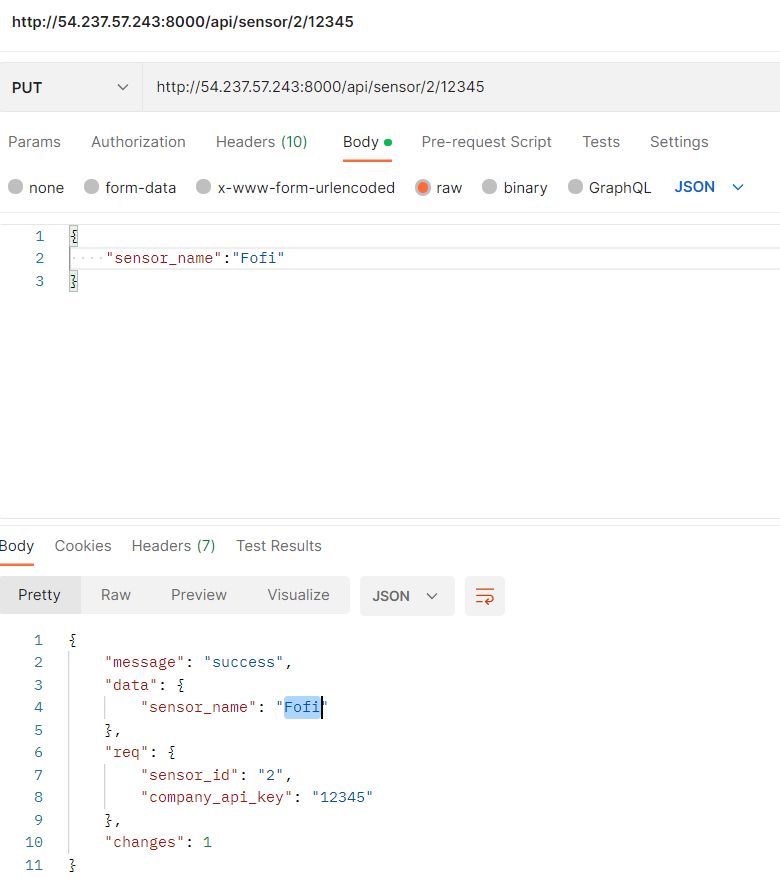 http://54.237.57.243:8000/api/sensor/2/12345
PUT http://54.237.57.243:8000/api/sensor/2/12345
Params Authorization Headers (10) Body Pre-request Script Tests Settings
none form-data x-www-form-urlencoded raw binary GraphQL JSON
1 {
2 ····"sensor_name":"Fofi"
3 }
Body Cookies Headers (7) Test Results
Pretty Raw Preview Visualize JSON
1 {
2 "message": "success",
3 "data": {
4 "sensor_name": "Fofi"
5 },
6 "req": {
7 "sensor_id": "2",
8 "company_api_key": "12345"
9 },
10 "changes": 1
11 }